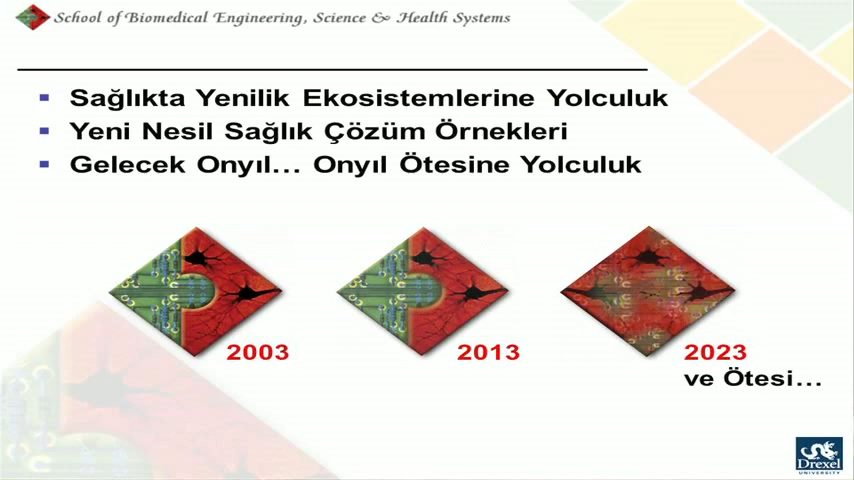 School of Biomedical Engineering, Science & Health Systems
Sağlıkta Yenilik Ekosistemlerine Yolculuk
Yeni Nesil Sağlık Çözüm Örnekleri
Gelecek Onyıl... Onyıl Ötesine Yolculuk
2003
2013
2023
ve Ötesi...
Drexel
UNIVERSITY